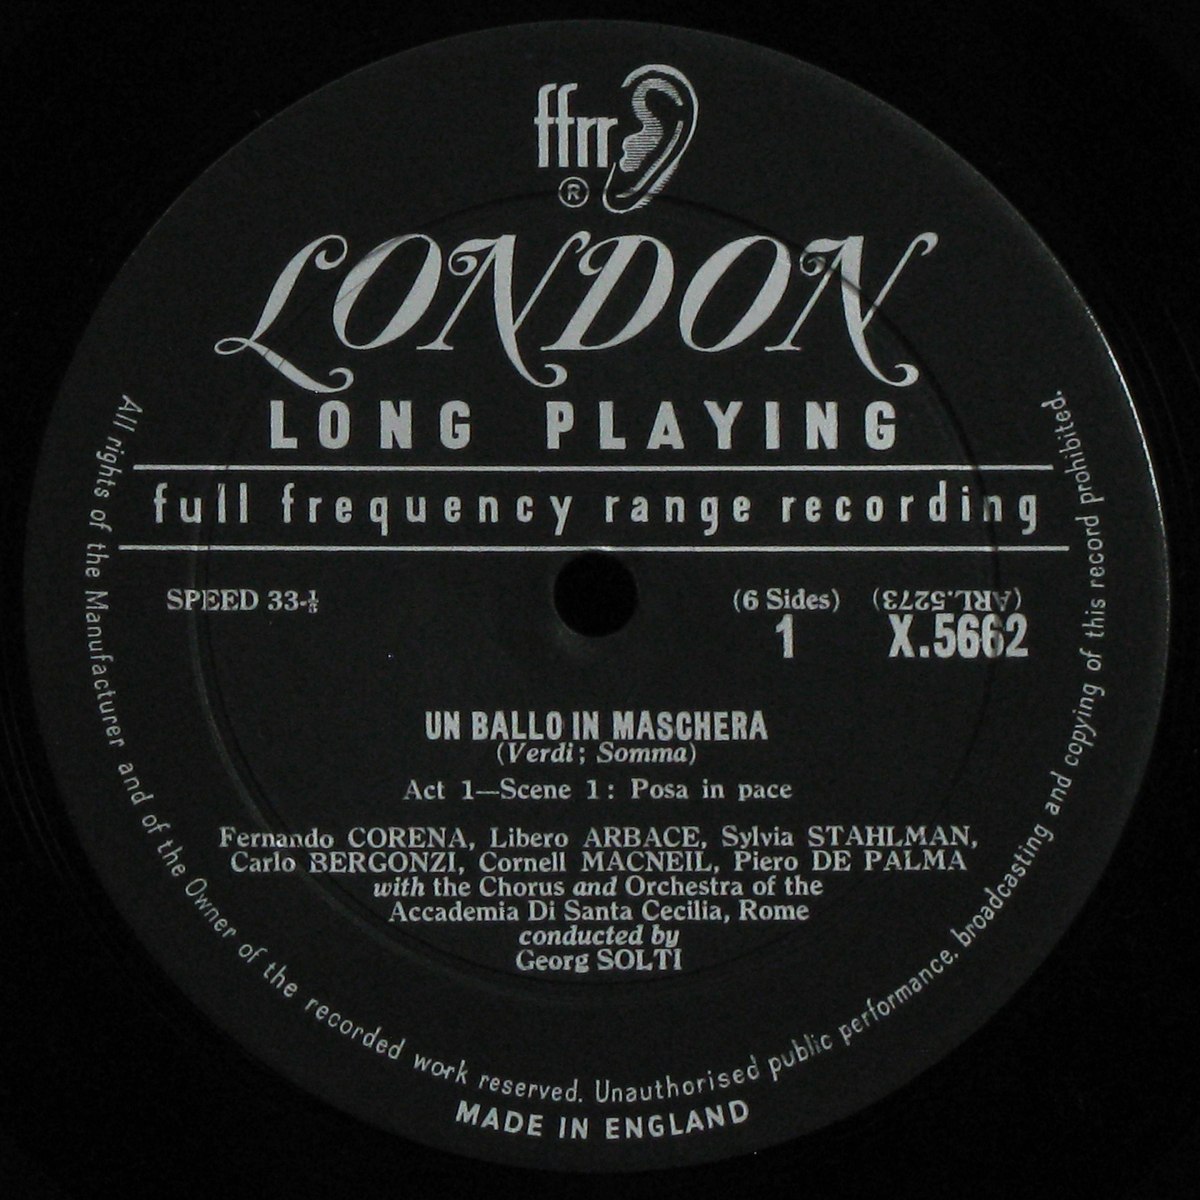 ffrr
®
LONDON
LONG PLAYING
full frequency range recording
SPEED 33-⅓
(6 Sides) (ARL.5273)
1 X.5662
UN BALLO IN MASCHERA
(Verdi; Somma)
Act 1—Scene 1: Posa in pace
Fernando CORENA, Libero ARBACE, Sylvia STAHLMAN,
Carlo BERGONZI, Cornell MACNEIL, Piero DE PALMA
with the Chorus and Orchestra of the
Accademia Di Santa Cecilia, Rome
conducted by
Georg SOLTI
All rights of the Manufacturer and of the Owner of the recorded work reserved. Unauthorised public performance, broadcasting and copying of this record prohibited.
MADE IN ENGLAND